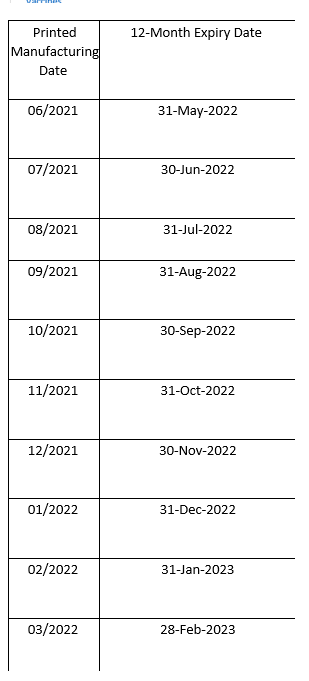 Vaccines
Printed Manufacturing Date 12-Month Expiry Date
06/2021 31-May-2022
07/2021 30-Jun-2022
08/2021 31-Jul-2022
09/2021 31-Aug-2022
10/2021 30-Sep-2022
11/2021 31-Oct-2022
12/2021 30-Nov-2022
01/2022 31-Dec-2022
02/2022 31-Jan-2023
03/2022 28-Feb-2023